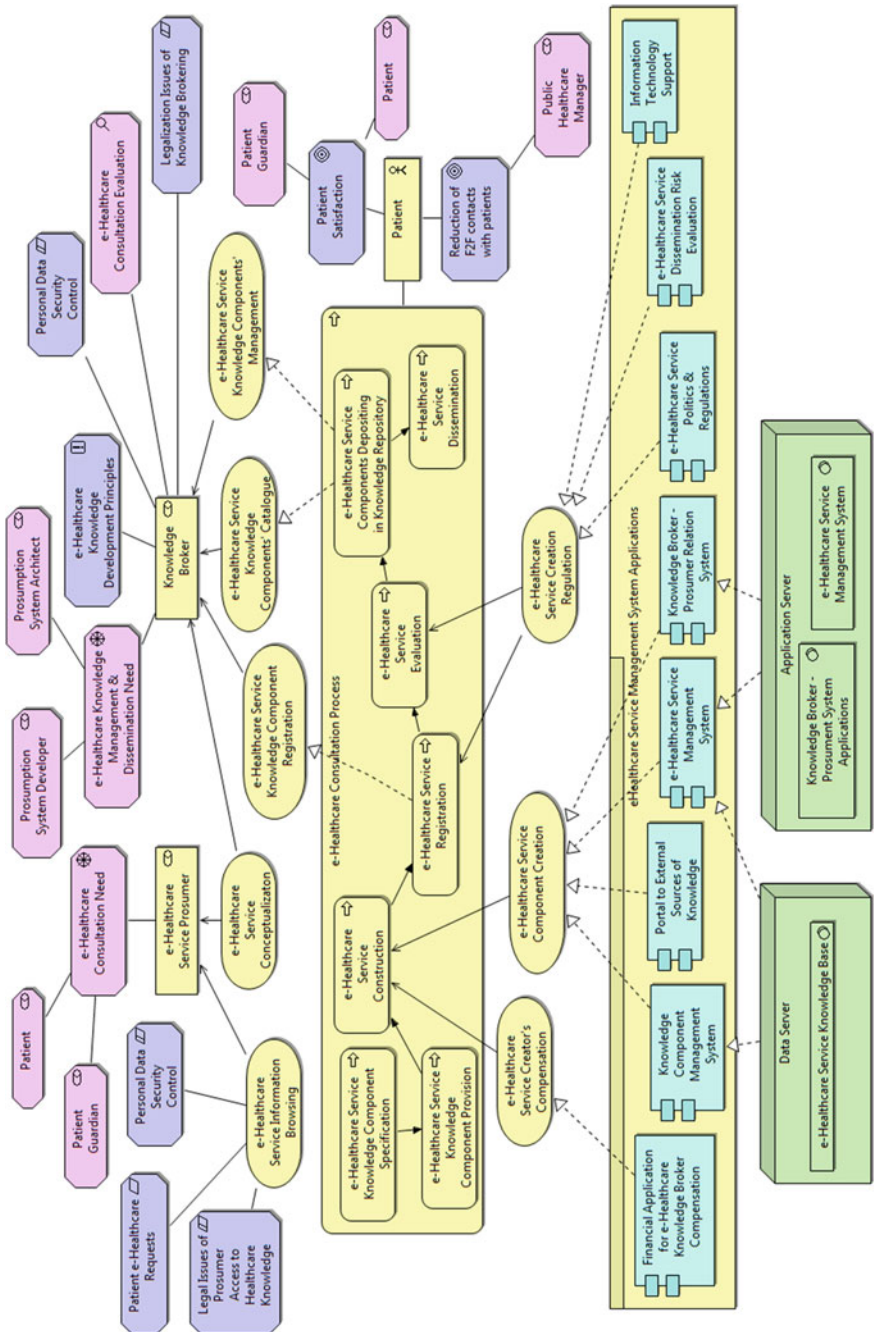 Patient
Patient
Guardian
Patient e-Healthcare
Requests
Legal Issues of
Prosumer
Access to
Healthcare
Knowledge
Personal Data
Security
Control
e-Healthcare
Consultation Need
e-Healthcare
Service Prosumer
e-Healthcare
Service Information
Browsing
e-Healthcare
Service
Conceptualizaton
Prosumption
System Developer
Prosumption
System Architect
e-Healthcare Knowledge
Management &
Dissemination Need
e-Healthcare
Knowledge
Development Principles
Personal Data
Security
Control
e-Healthcare
Consultation Evaluation
Legalization Issues of
Knowledge Brokering
Knowledge
Broker
e-Healthcare Service
Knowledge Component
Registration
e-Healthcare Service
Knowledge
Components' Catalogue
e-Healthcare Service
Knowledge Components'
Management
Patient
Guardian
Patient
Patient
Satisfaction
Patient
Reduction of
F2F contacts
with patients
Public
Healthcare
Manager
e-Healthcare Consultation Process
e-Healthcare Service
Knowledge Component
Specification
e-Healthcare Service
Knowledge
Component Provision
e-Healthcare
Service
Construction
e-Healthcare Service
Registration
e-Healthcare
Service
Evaluation
e-Healthcare Service
Components Depositing
in Knowledge Repository
e-Healthcare
Service
Dissemination
e-Healthcare
Service Creator's
Compensation
e-Healthcare Service
Component Creation
e-Healthcare
Service Creation
Regulation
eHealthcare Service Management System Applications
Financial Application
for e-Healthcare
Knowledge Broker
Compensation
Knowledge
Component
Management
System
Portal to External
Sources of
Knowledge
e-Healthcare Service
Management
System
Knowledge Broker -
Prosumer Relation
System
e-Healthcare Service
Politics &
Regulations
e-Healthcare Service
Dissemination Risk
Evaluation
Information
Technology
Support
Data Server
e-Healthcare Service Knowledge Base
Application Server
Knowledge Broker -
Prosument System
Applications
e-Healthcare Service
Management System